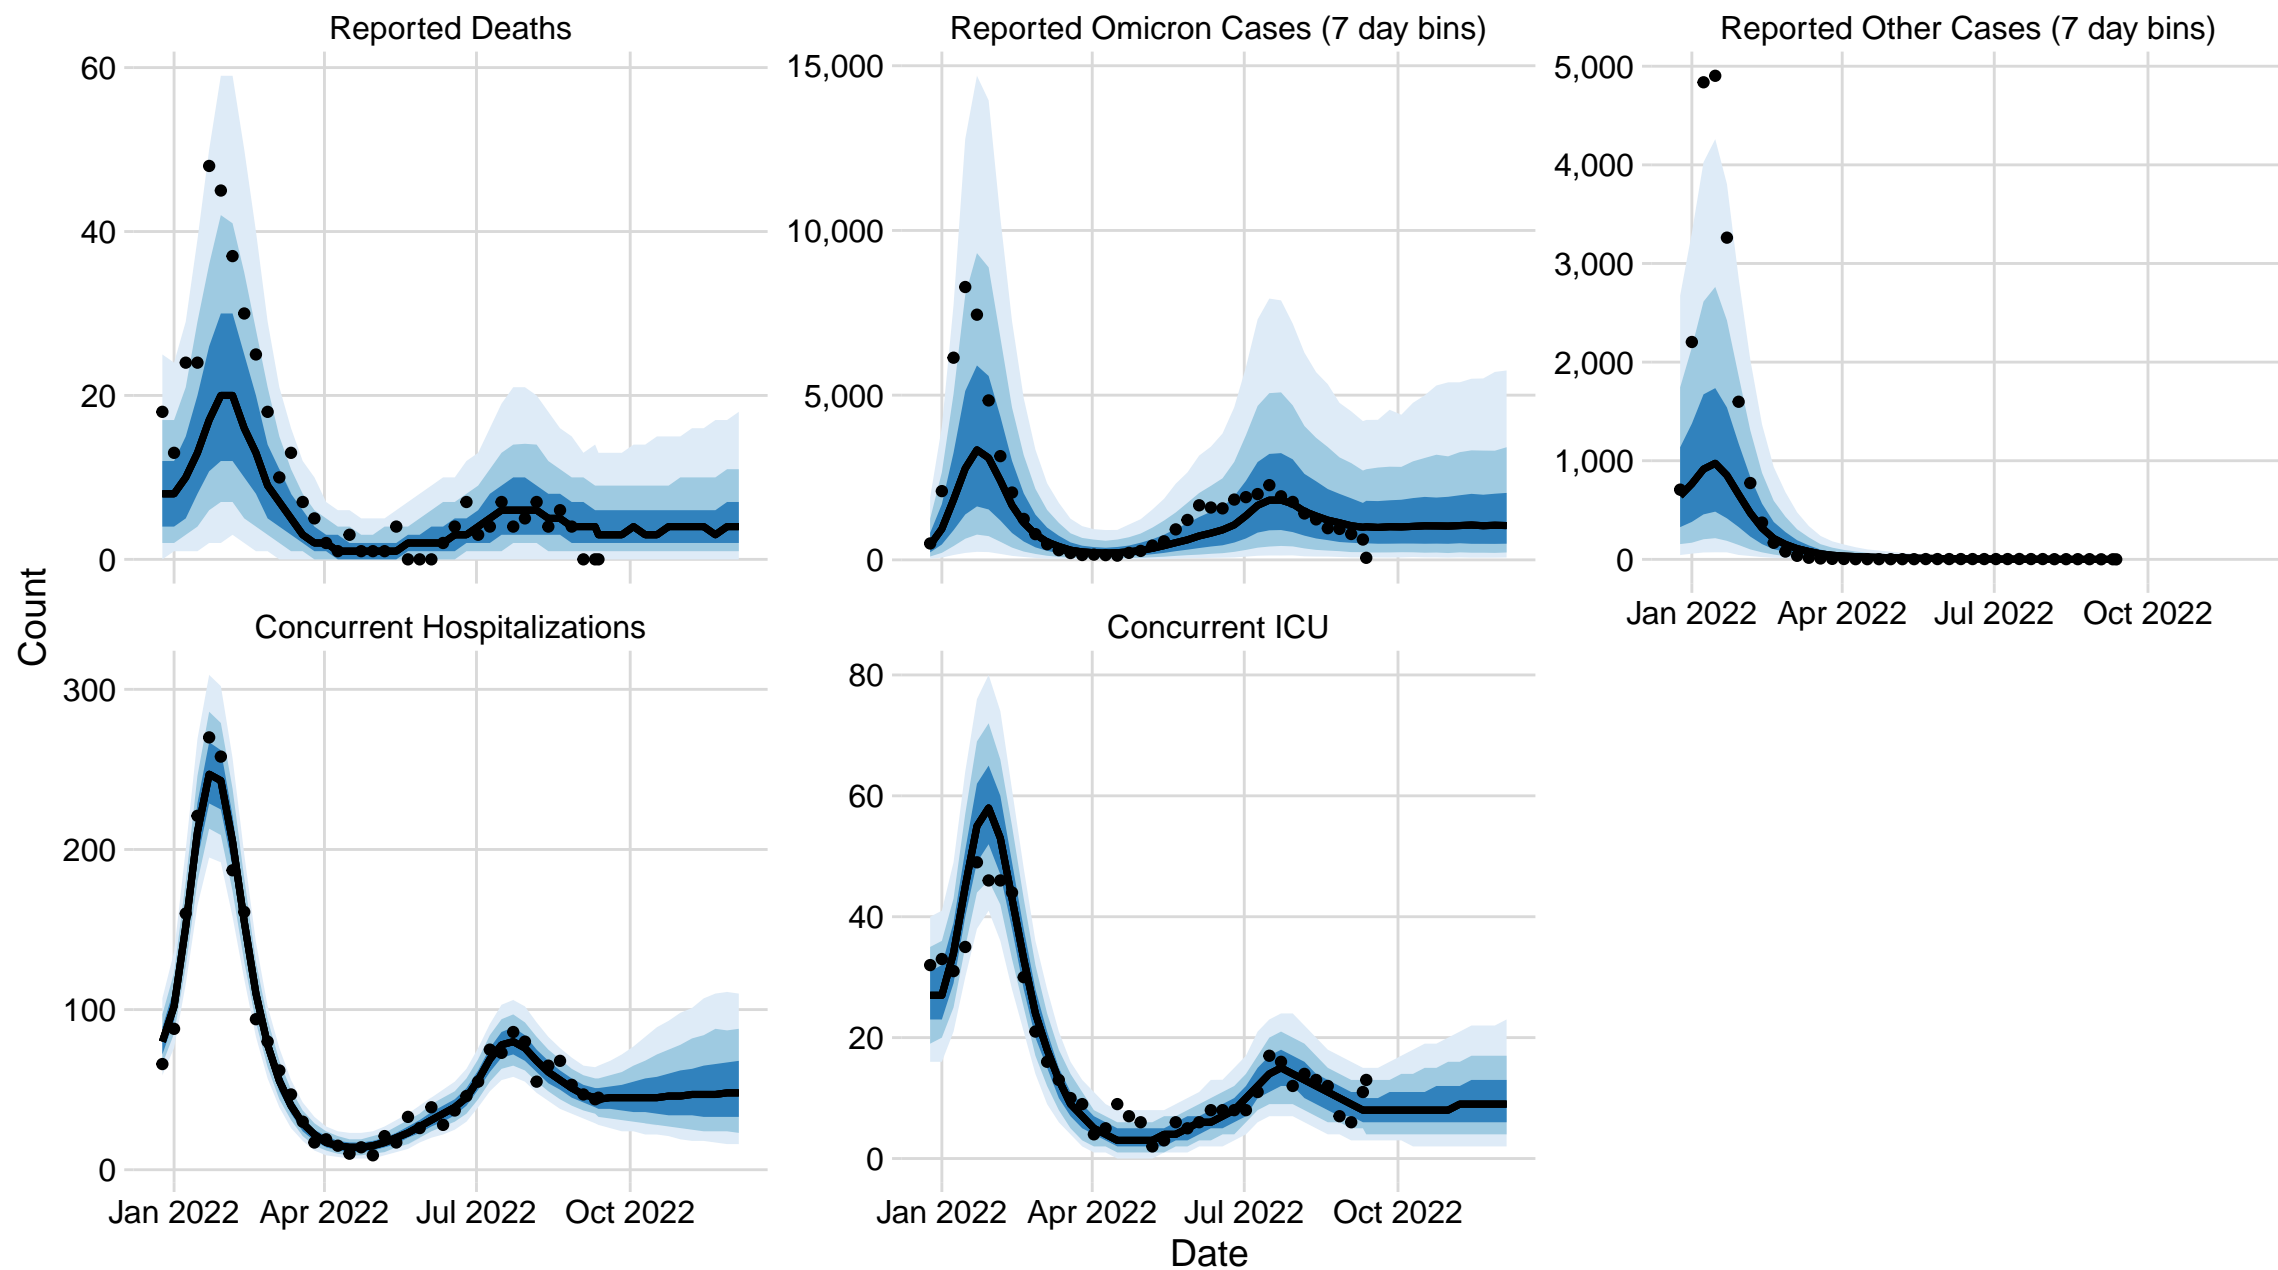 Reported Deaths
Reported Omicron Cases (7 day bins)
Reported Other Cases (7 day bins)
60
40
20
0
15,000
10,000
5,000
0
5,000
4,000
3,000
2,000
1,000
0
Jan 2022 Apr 2022 Jul 2022 Oct 2022
Count
Concurrent Hospitalizations
Concurrent ICU
300
200
100
0
80
60
40
20
0
Jan 2022 Apr 2022 Jul 2022 Oct 2022
Jan 2022 Apr 2022 Jul 2022 Oct 2022
Date